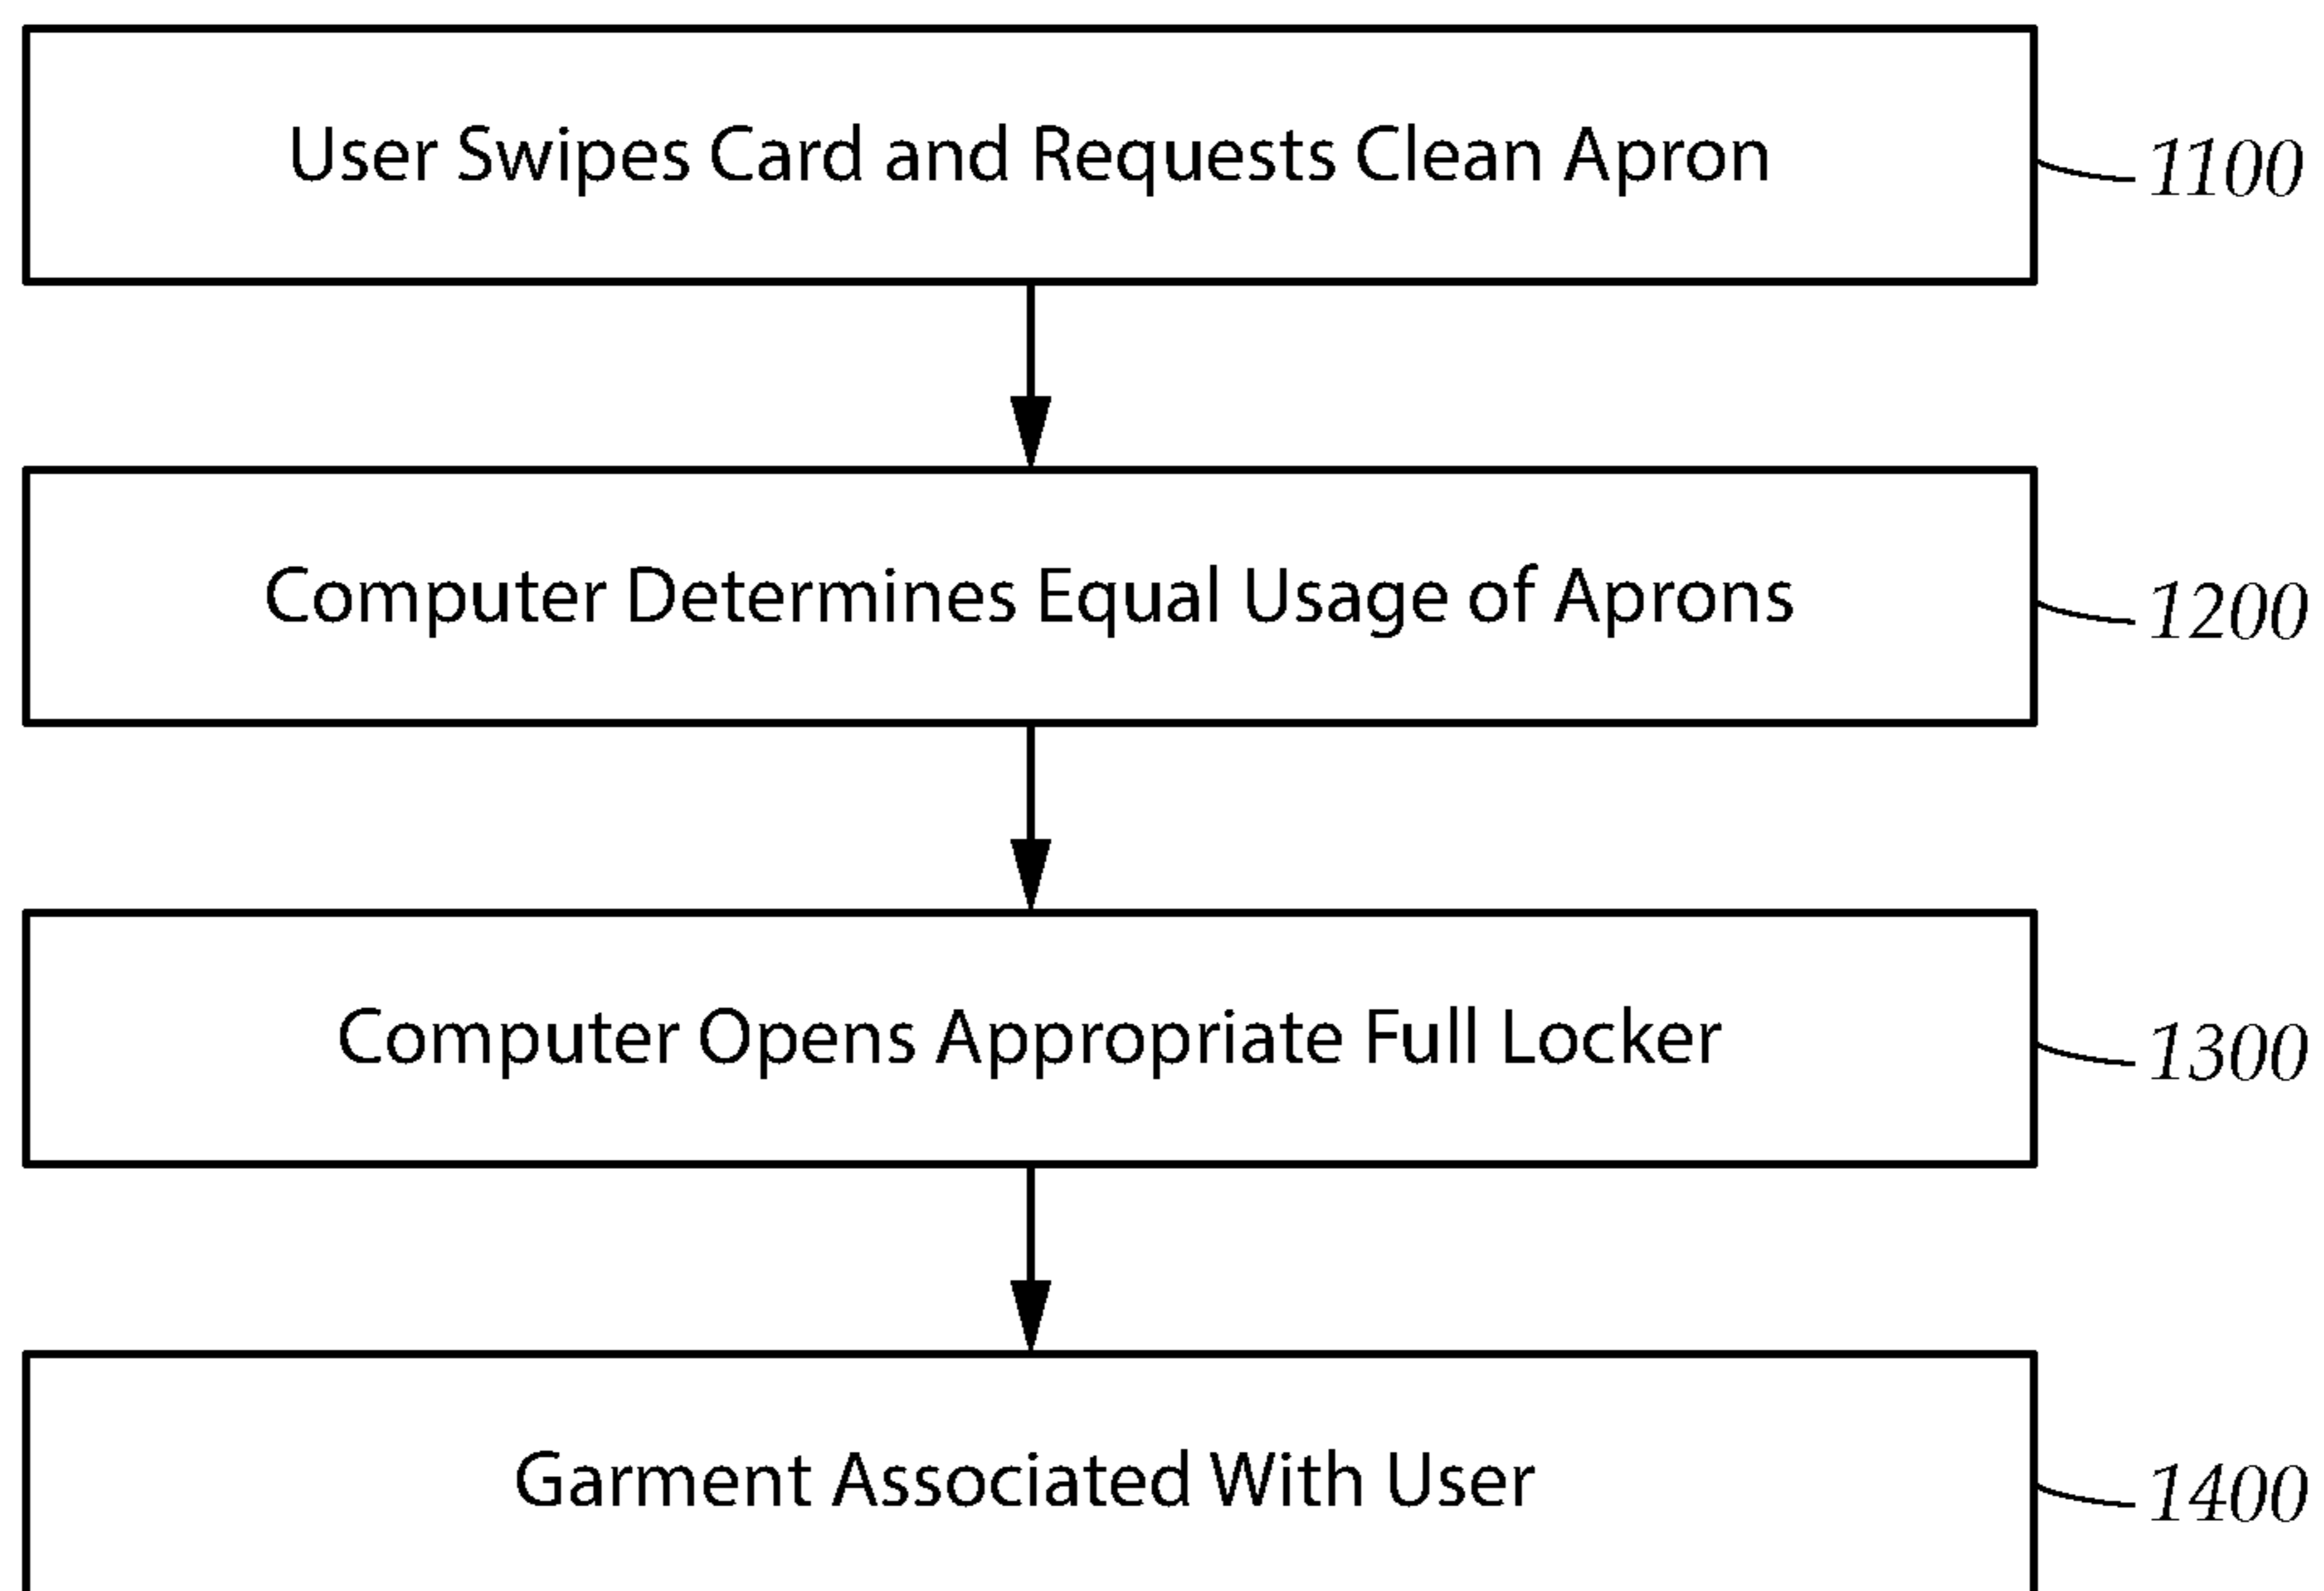 User Swipes Card and Requests Clean Apron
1100
Computer Determines Equal Usage of Aprons
1200
Computer Opens Appropriate Full Locker
1300
Garment Associated With User
1400